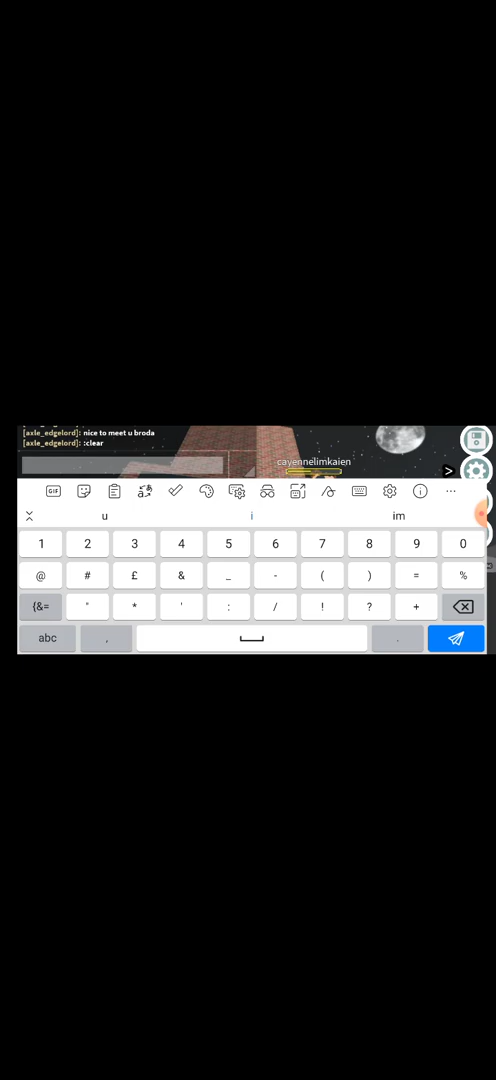 [axle_edgelord]: nice to meet u broda
[axle_edgelord]: :clear
cayennelimkaien
>
GIF
u i im
1 2 3 4 5 6 7 8 9 0
@ # £ & _ - ( ) = %
{&= " * ' : / ! ? +
abc , .